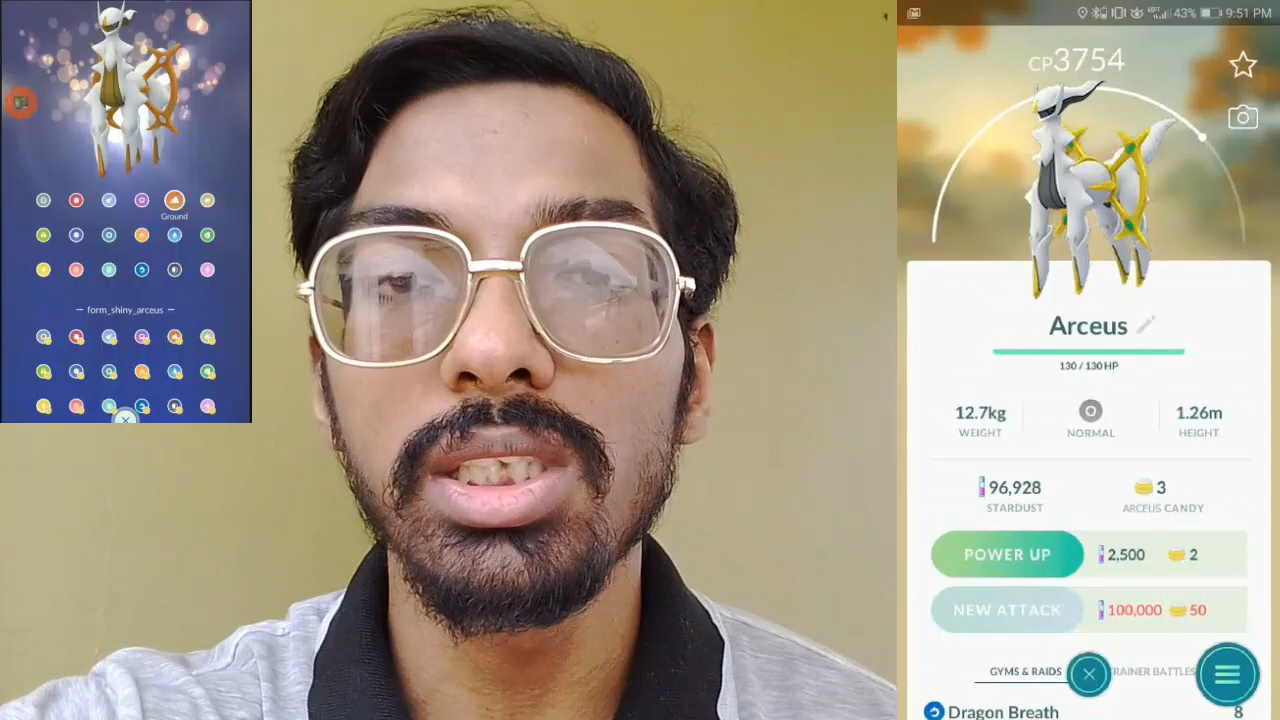 Ground
— form_shiny_arceus —
43% 9:51 PM
CP3754
Arceus
130 / 130 HP
12.7kg NORMAL 1.26m
WEIGHT HEIGHT
96,928 3
STARDUST ARCEUS CANDY
POWER UP 2,500 2
NEW ATTACK 100,000 50
GYMS & RAIDS TRAINER BATTLES
Dragon Breath 8